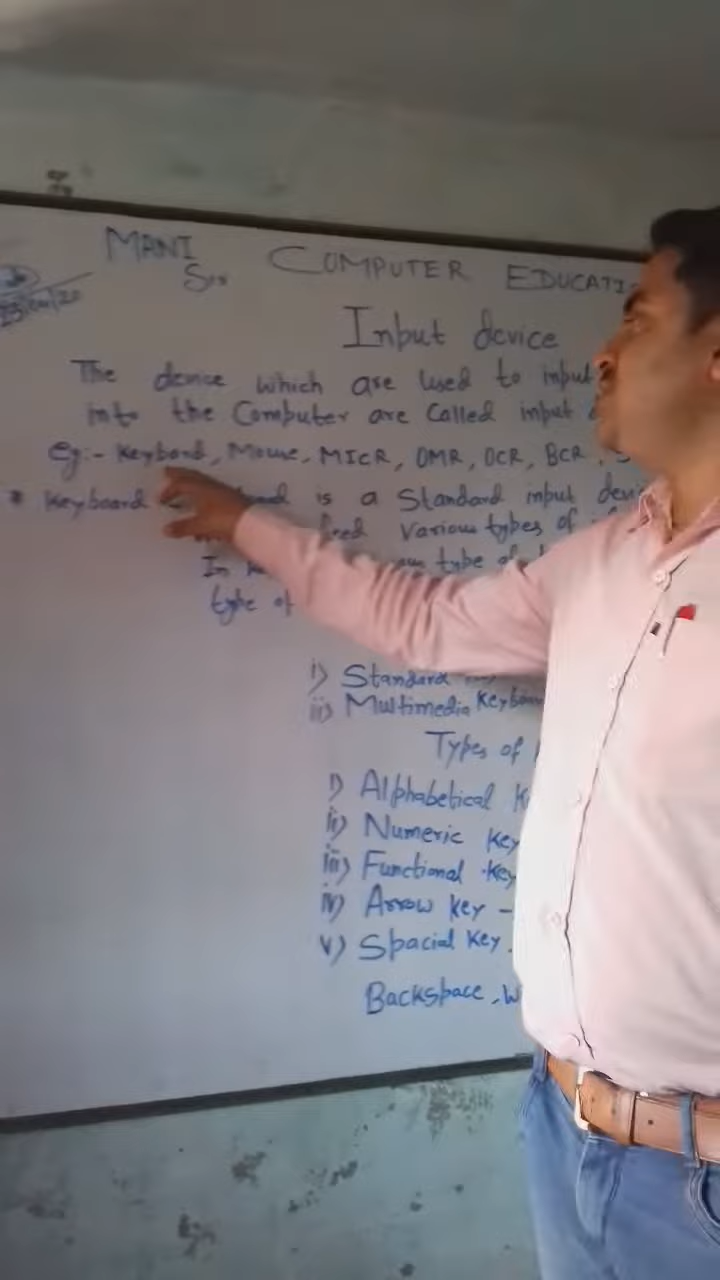 MANI COMPUTER EDUCATI
Sir
Input device
The device which are used to input
into the Computer are called input
Eg:- Keyboard, Mouse, MICR, OMR, OCR, BCR,
* Keyboard is a Standard input devi
fined various types of
In type of
type of
i) Standard
ii) Multimedia Keyboar
Types of
i) Alphabetical K
ii) Numeric Key
iii) Functional Key
iv) Arrow Key -
v) Spacial Key.
Backspace, W